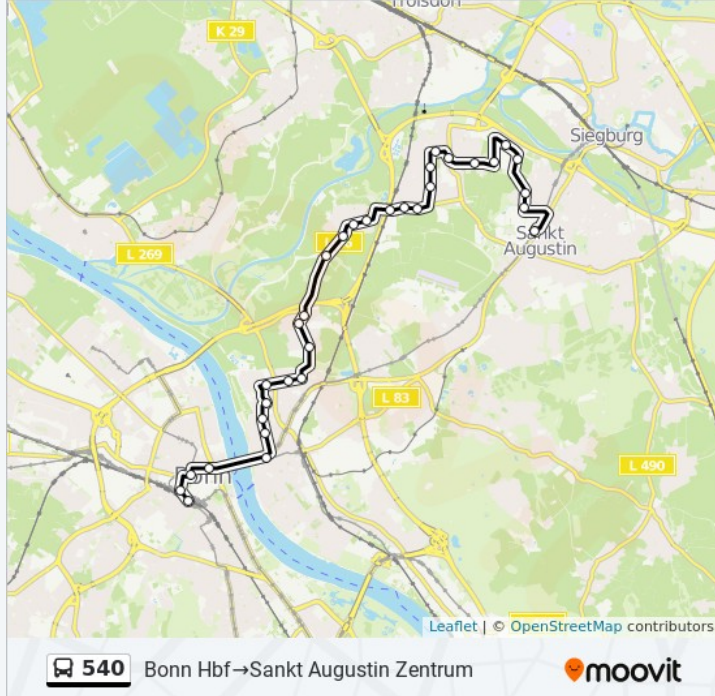 Troisdorf
K 29
Siegburg
Sankt
Augustin
L 269
L 83
L 490
Bonn
Leaflet | © OpenStreetMap contributors
540 Bonn Hbf→Sankt Augustin Zentrum
moovit